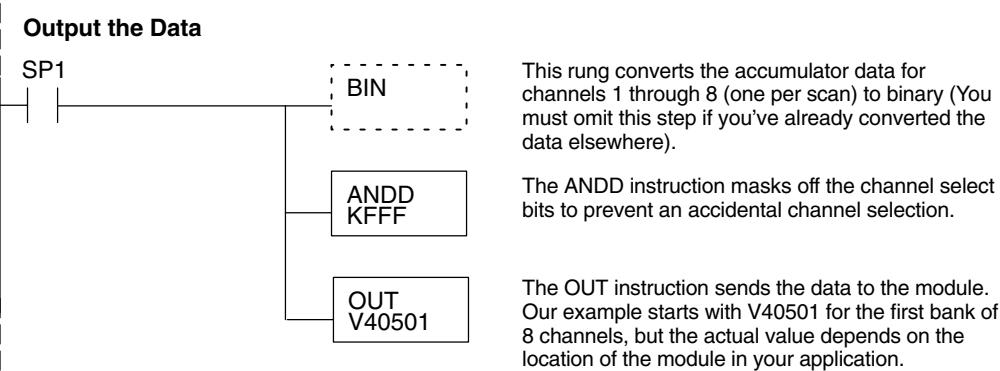 Output the Data
SP1
BIN
This rung converts the accumulator data for
channels 1 through 8 (one per scan) to binary (You
must omit this step if you’ve already converted the
data elsewhere).
ANDD
KFFF
The ANDD instruction masks off the channel select
bits to prevent an accidental channel selection.
OUT
V40501
The OUT instruction sends the data to the module.
Our example starts with V40501 for the first bank of
8 channels, but the actual value depends on the
location of the module in your application.